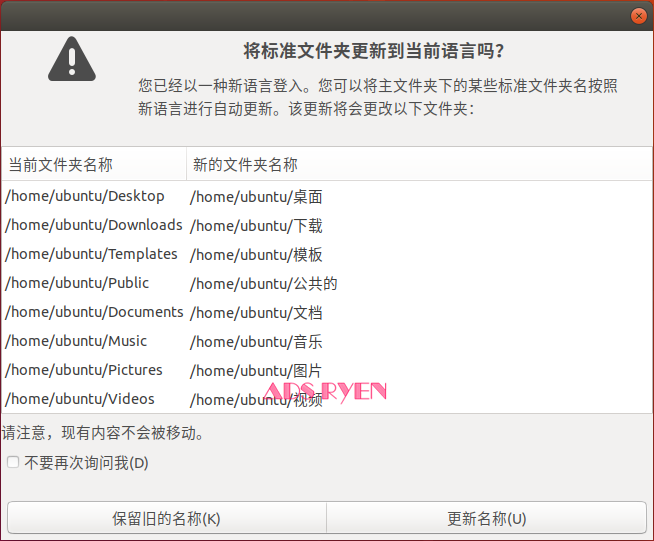 将标准文件夹更新到当前语言吗?
您已经以一种新语言登入。您可以将主文件夹下的某些标准文件夹名按照
新语言进行自动更新。该更新将会更改以下文件夹:
当前文件夹名称 新的文件夹名称
/home/ubuntu/Desktop /home/ubuntu/桌面
/home/ubuntu/Downloads /home/ubuntu/下载
/home/ubuntu/Templates /home/ubuntu/模板
/home/ubuntu/Public /home/ubuntu/公共的
/home/ubuntu/Documents /home/ubuntu/文档
/home/ubuntu/Music /home/ubuntu/音乐
/home/ubuntu/Pictures /home/ubuntu/图片
ADS-RYEN
/home/ubuntu/Videos /home/ubuntu/视频
请注意，现有内容不会被移动。
不要再次询问我(D)
保留旧的名称(K) 更新名称(U)